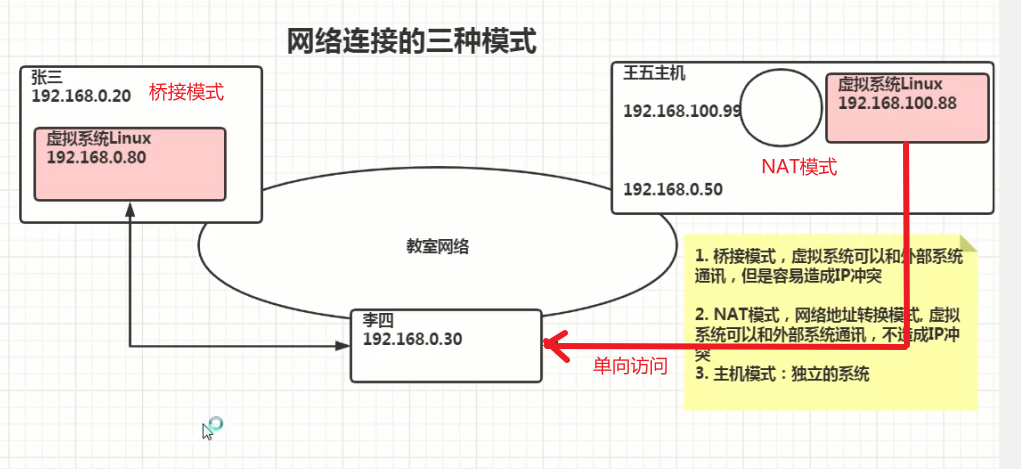 网络连接的三种模式
张三
192.168.0.20
桥接模式
虚拟系统Linux
192.168.0.80
王五主机
192.168.100.99
虚拟系统Linux
192.168.100.88
NAT模式
192.168.0.50
教室网络
李四
192.168.0.30
单向访问
1. 桥接模式，虚拟系统可以和外部系统
通讯，但是容易造成IP冲突
2. NAT模式，网络地址转换模式, 虚拟
系统可以和外部系统通讯，不造成IP冲
突
3. 主机模式：独立的系统